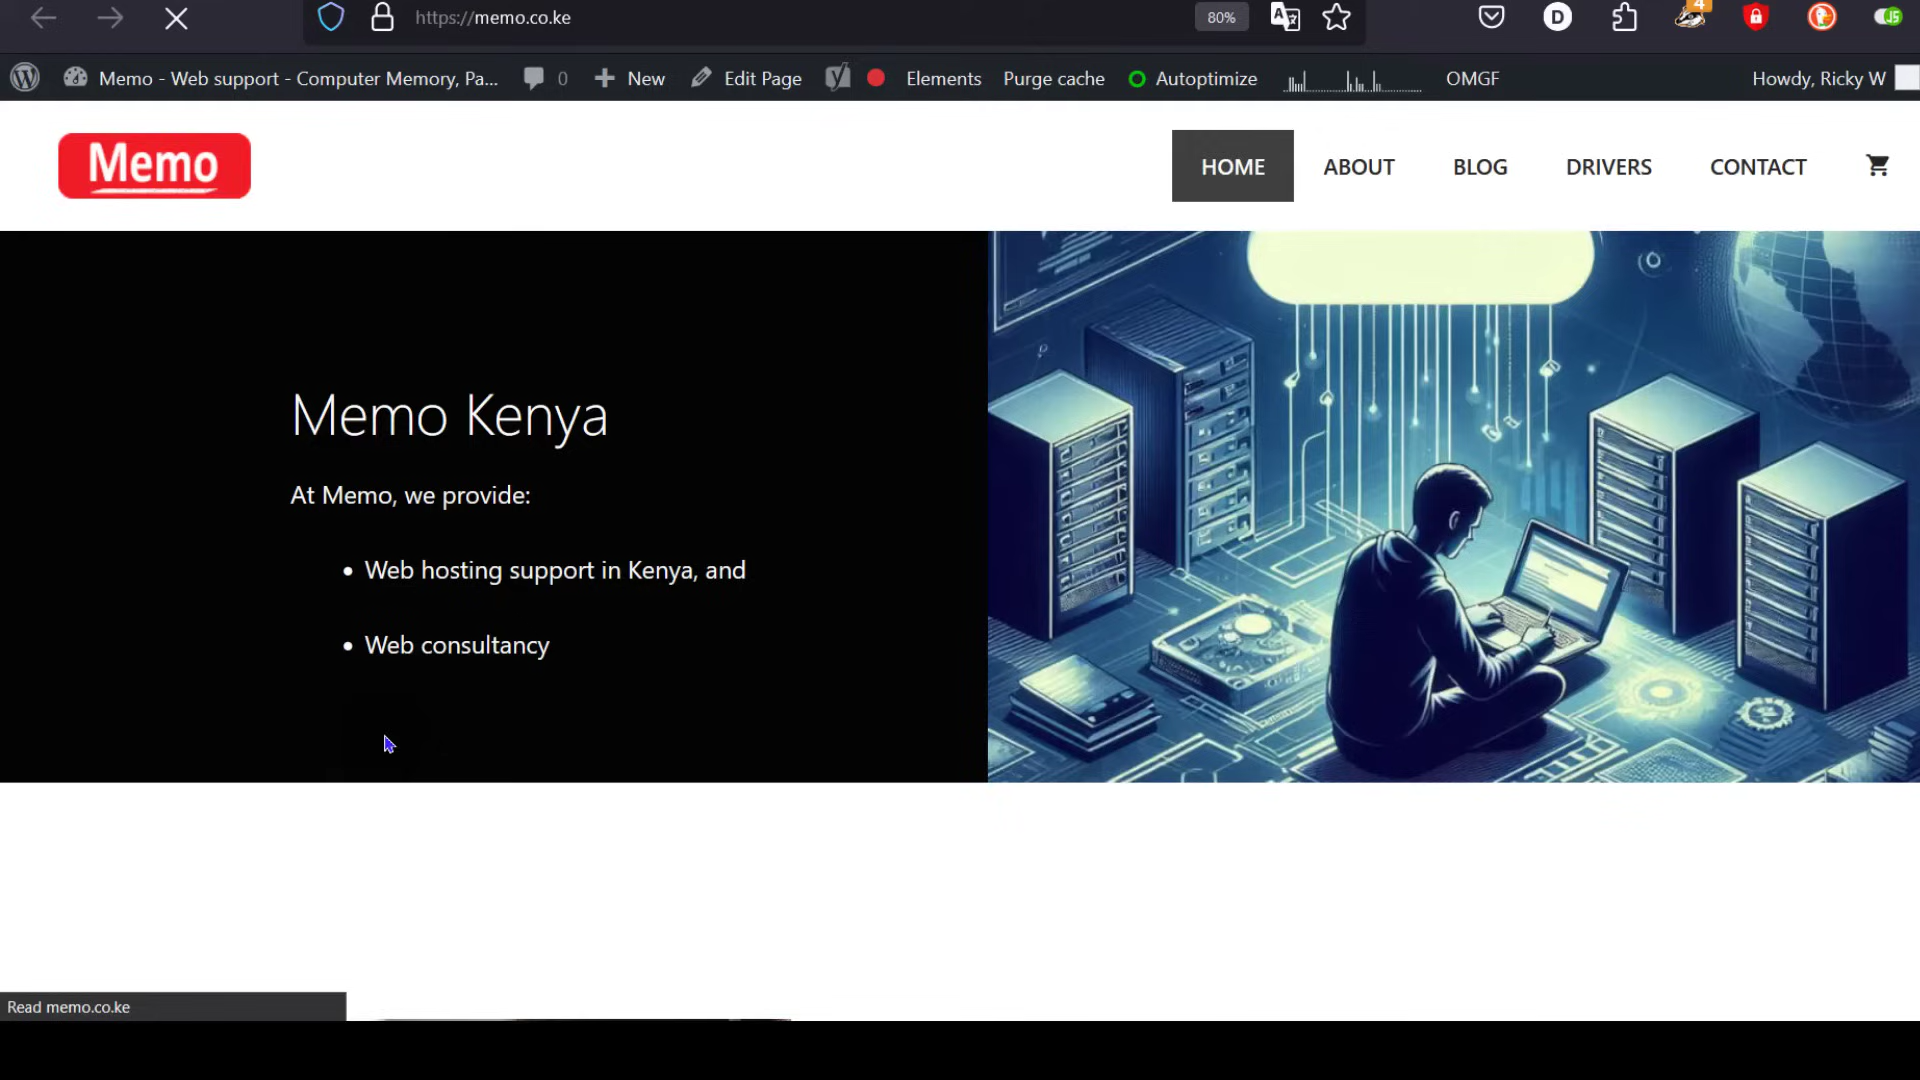 https://memo.co.ke
80%
D
4
JS
Memo - Web support - Computer Memory, Pa...
0
New
Edit Page
Elements
Purge cache
Autoptimize
OMGF
Howdy, Ricky W
Memo
HOME
ABOUT
BLOG
DRIVERS
CONTACT
Memo Kenya
At Memo, we provide:
• Web hosting support in Kenya, and
• Web consultancy
Read memo.co.ke